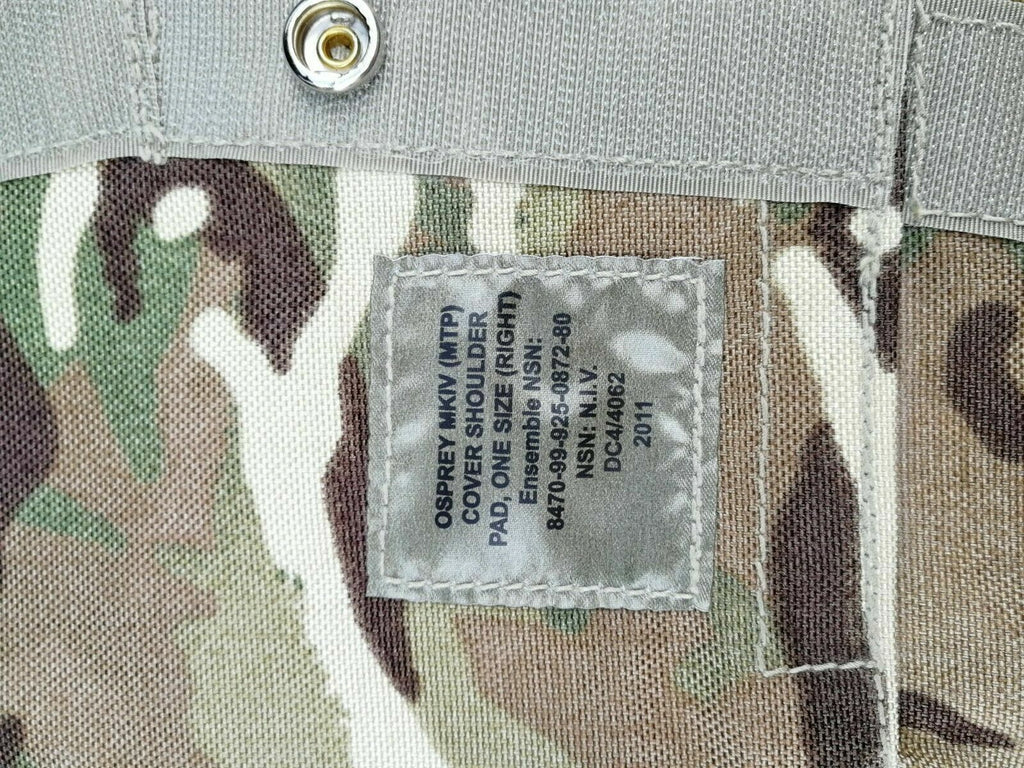 OSPREY MKIV (MTP)
COVER SHOULDER
PAD, ONE SIZE (RIGHT)
Ensemble NSN:
8470-99-925-0872-80
NSN: N.I.V.
DC4/4062
2011